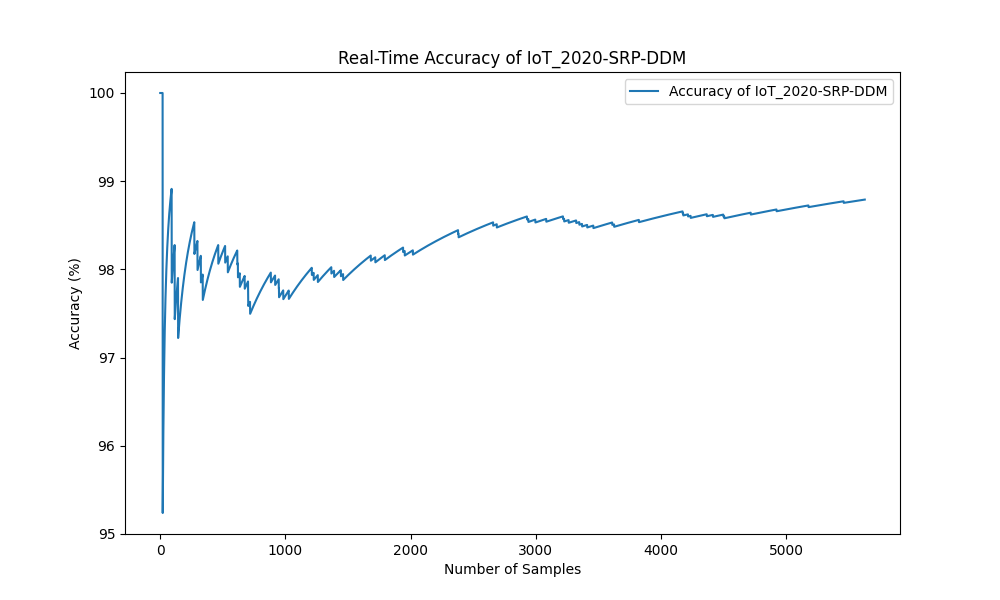 Real-Time Accuracy of IoT_2020-SRP-DDM
Accuracy of IoT_2020-SRP-DDM
100
99
98
97
96
95
Accuracy (%)
0 1000 2000 3000 4000 5000
Number of Samples